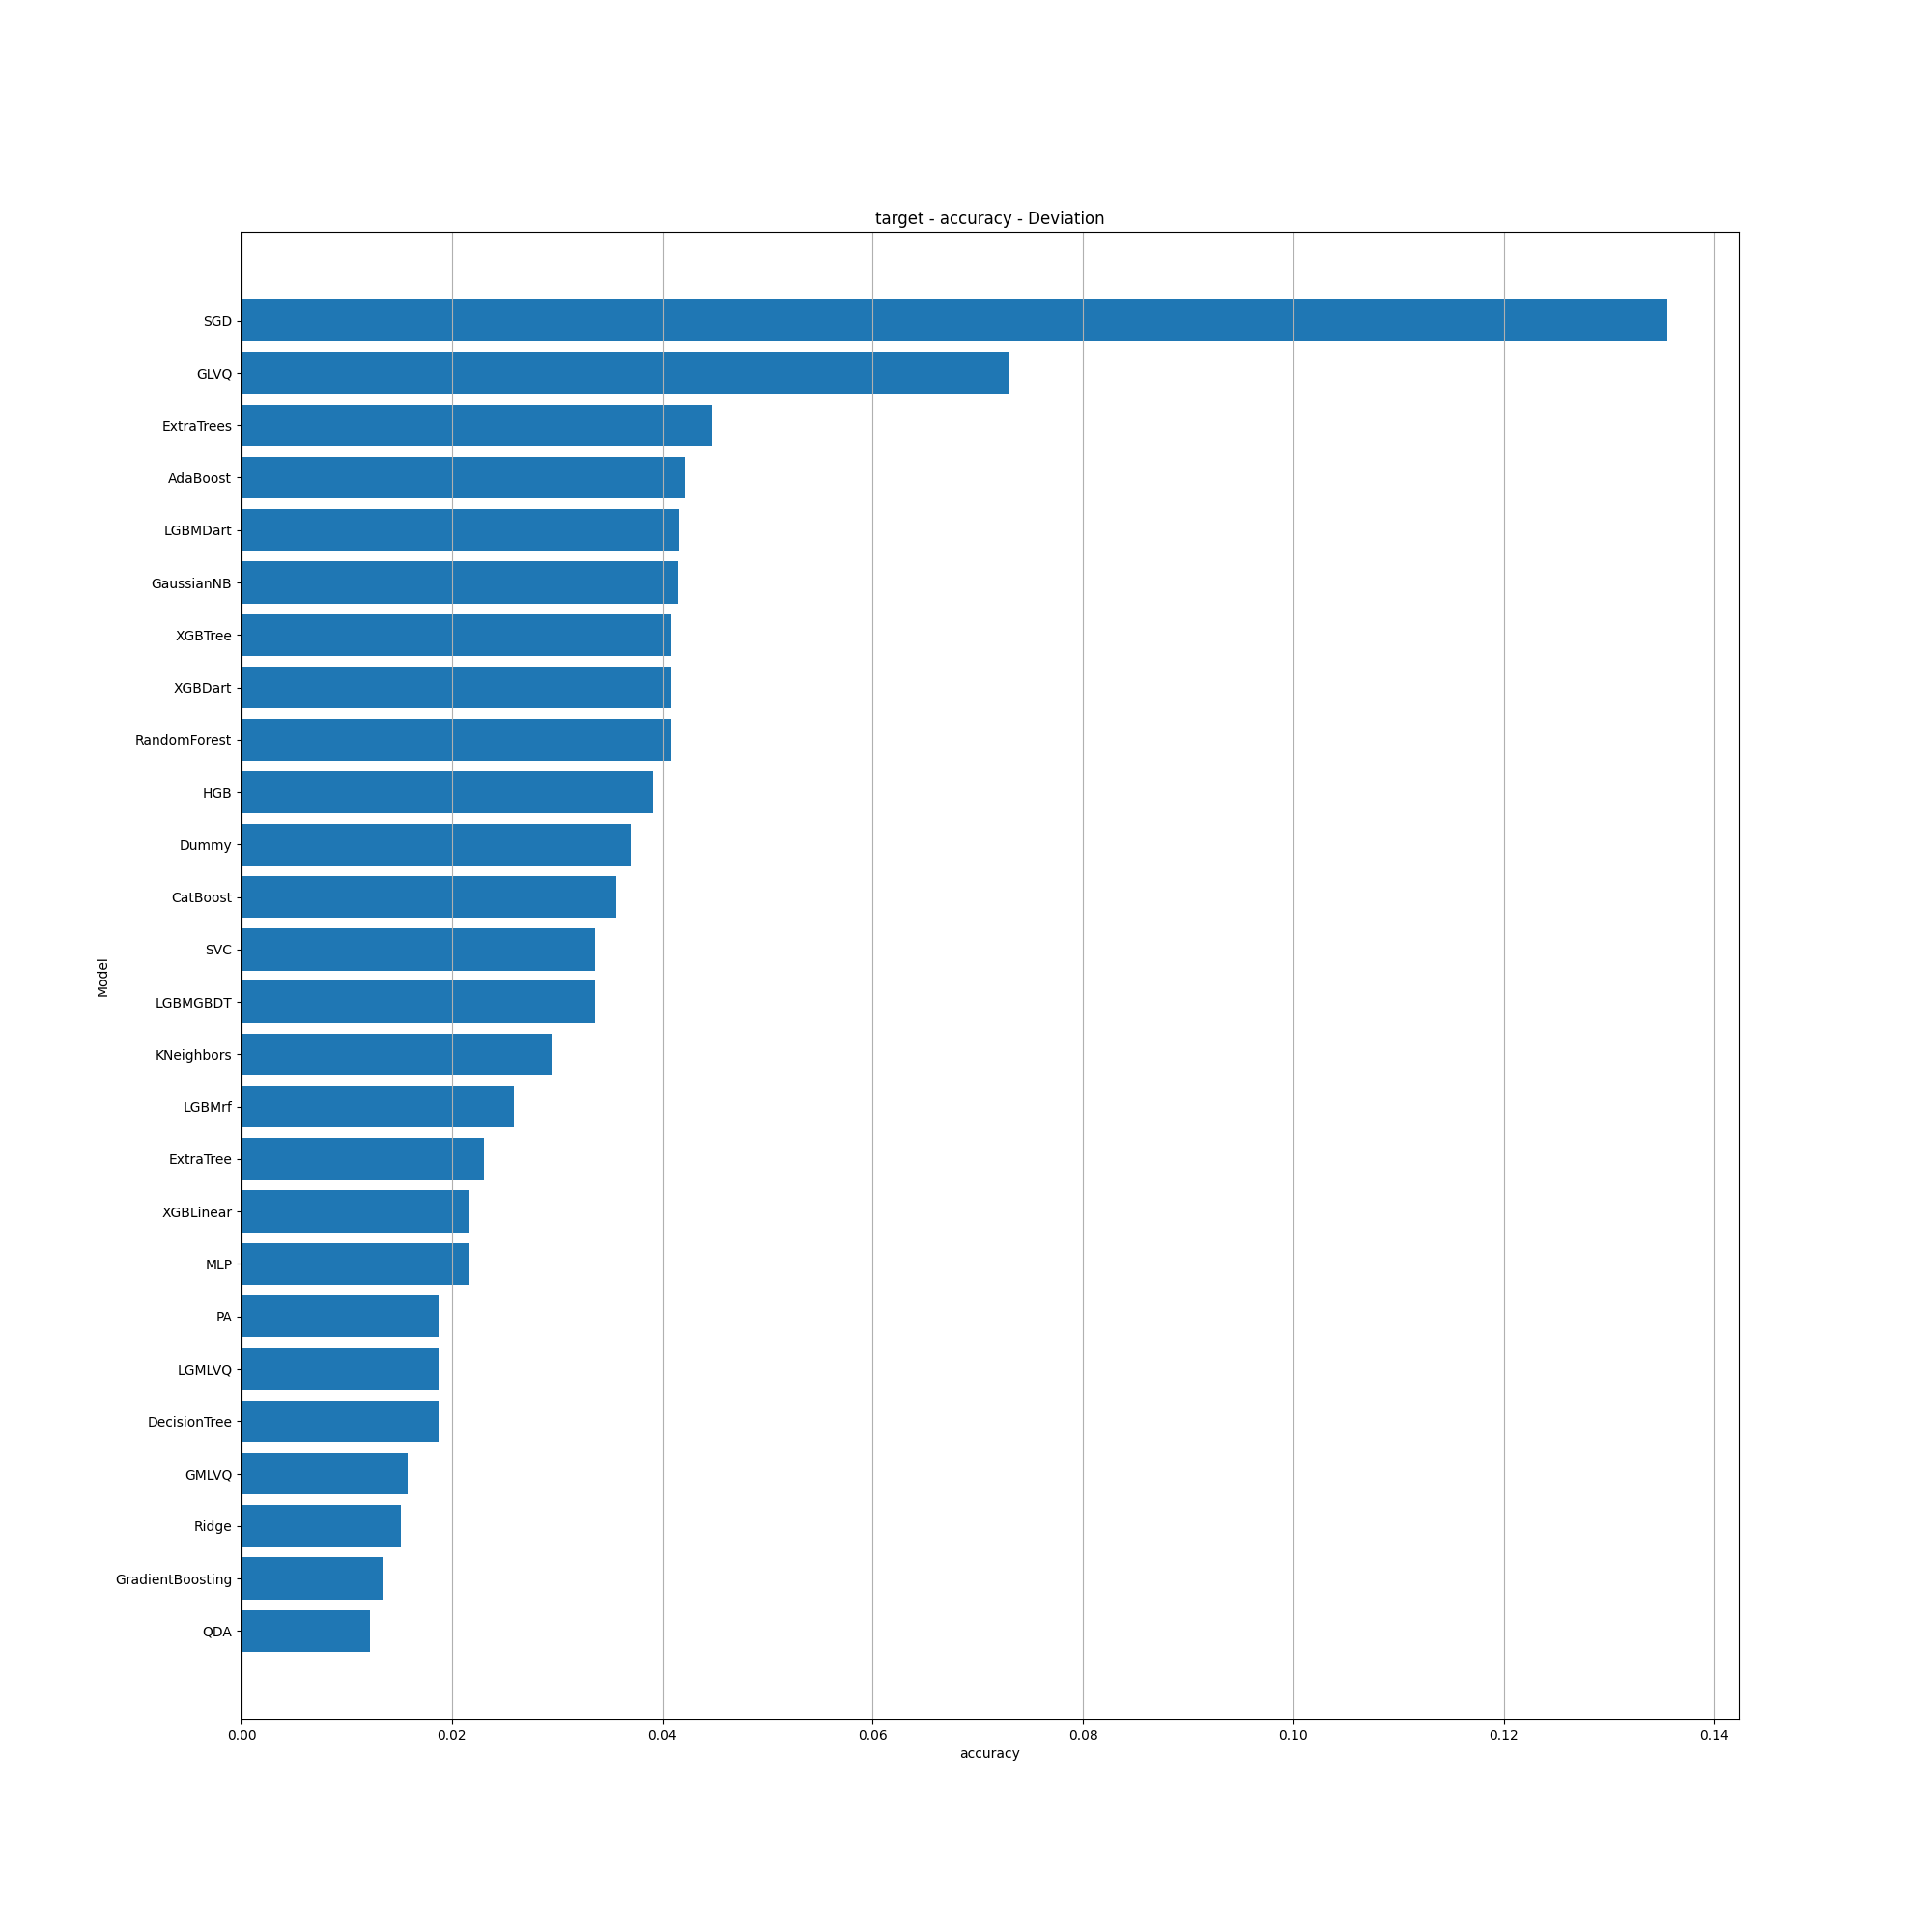 target - accuracy - Deviation
SGD
GLVQ
ExtraTrees
AdaBoost
LGBMDart
GaussianNB
XGBTree
XGBDart
RandomForest
HGB
Dummy
CatBoost
SVC
LGBMGBDT
KNeighbors
LGBMrf
ExtraTree
XGBLinear
MLP
PA
LGMLVQ
DecisionTree
GMLVQ
Ridge
GradientBoosting
QDA
Model
0.00 0.02 0.04 0.06 0.08 0.10 0.12 0.14
accuracy